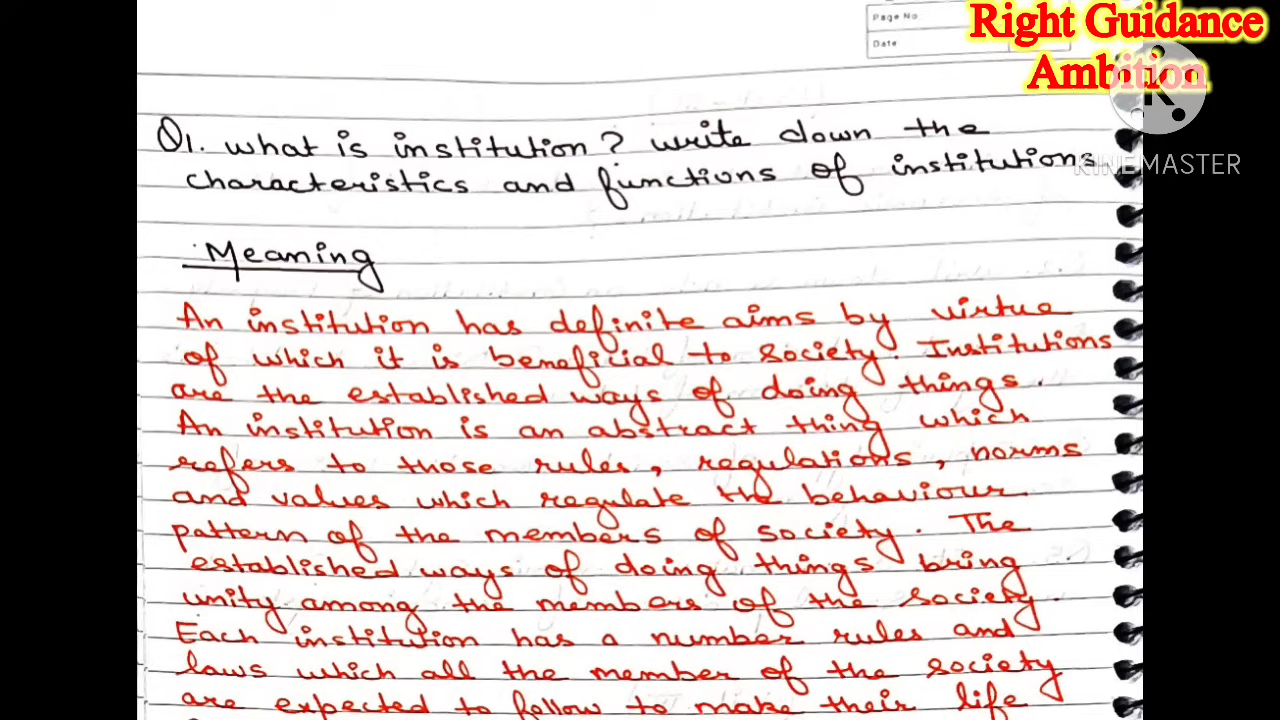 Page No
Date
Right Guidance
Ambition
KINEMASTER
Q1. What is institution? Write down the
characteristics and functions of institutions
Meaning
An institution has definite aims by virtue
of which it is beneficial to society. Institutions
are the established ways of doing things.
An institution is an abstract thing which
refers to those rules, regulations, norms
and values which regulate the behaviour
pattern of the members of society. The
established ways of doing things bring
unity among the members of the society.
Each institution has a number rules and
laws which all the member of the society
are expected to follow to make their life